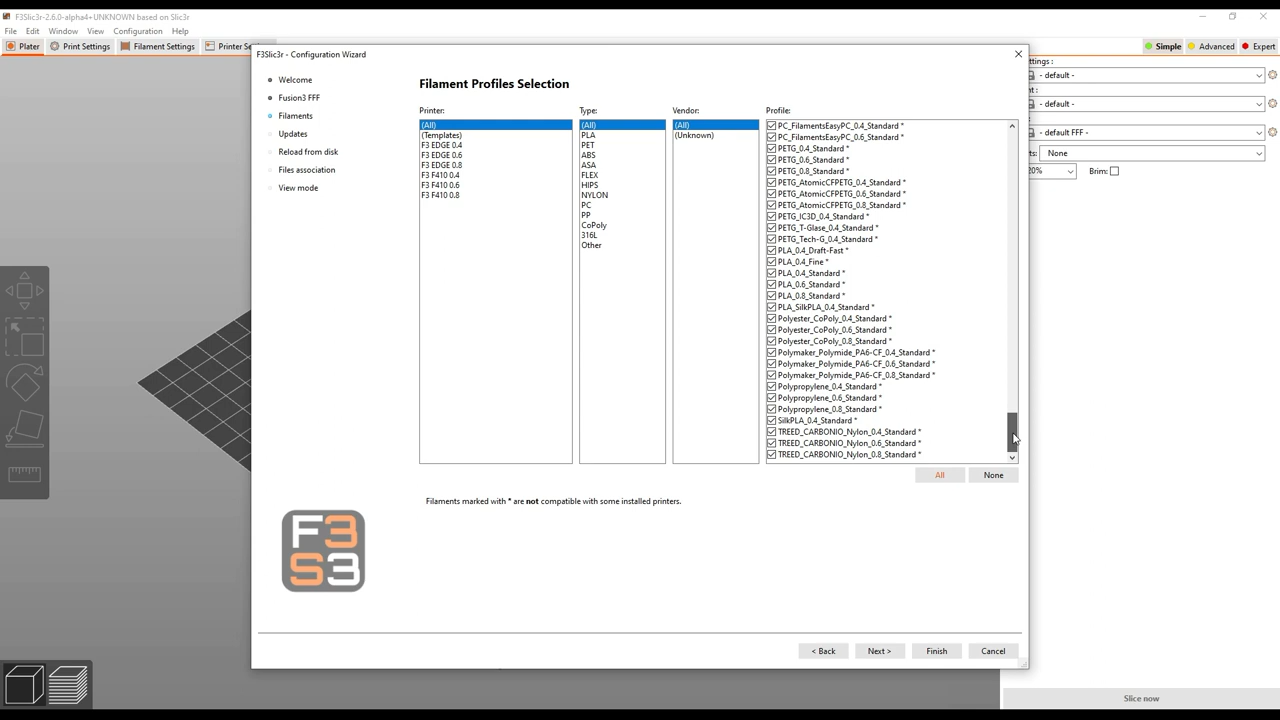 F3Slic3r-2.6.0-alpha4+UNKNOWN based on Slic3r
File Edit Window View Configuration Help
Plater Print Settings Filament Settings Printer Se
Simple Advanced Expert
F3Slic3r - Configuration Wizard
Welcome
Fusion3 FFF
Filaments
Updates
Reload from disk
Files association
View mode
Filament Profiles Selection
Printer:
(All)
(Templates)
F3 EDGE 0.4
F3 EDGE 0.6
F3 EDGE 0.8
F3 F410 0.4
F3 F410 0.6
F3 F410 0.8
Type:
(All)
PLA
PET
ABS
ASA
FLEX
HIPS
NYLON
PC
PP
CoPoly
316L
Other
Vendor:
(All)
(Unknown)
Profile:
PC_FilamentsEasyPC_0.4_Standard *
PC_FilamentsEasyPC_0.6_Standard *
PETG_0.4_Standard *
PETG_0.6_Standard *
PETG_0.8_Standard *
PETG_AtomicCFPETG_0.4_Standard *
PETG_AtomicCFPETG_0.6_Standard *
PETG_AtomicCFPETG_0.8_Standard *
PETG_IC3D_0.4_Standard *
PETG_T-Glase_0.4_Standard *
PETG_Tech-G_0.4_Standard *
PLA_0.4_Draft-Fast *
PLA_0.4_Fine *
PLA_0.4_Standard *
PLA_0.6_Standard *
PLA_0.8_Standard *
PLA_SilkPLA_0.4_Standard *
Polyester_CoPoly_0.4_Standard *
Polyester_CoPoly_0.6_Standard *
Polyester_CoPoly_0.8_Standard *
Polymaker_Polymide_PA6-CF_0.4_Standard *
Polymaker_Polymide_PA6-CF_0.6_Standard *
Polymaker_Polymide_PA6-CF_0.8_Standard *
Polypropylene_0.4_Standard *
Polypropylene_0.6_Standard *
Polypropylene_0.8_Standard *
SilkPLA_0.4_Standard *
TREED_CARBONIO_Nylon_0.4_Standard *
TREED_CARBONIO_Nylon_0.6_Standard *
TREED_CARBONIO_Nylon_0.8_Standard *
All None
Filaments marked with * are not compatible with some installed printers.
F3
S3
< Back Next > Finish Cancel
ttings :
- default -
nt :
- default -
:
- default FFF -
ts: None
20% Brim:
Slice now